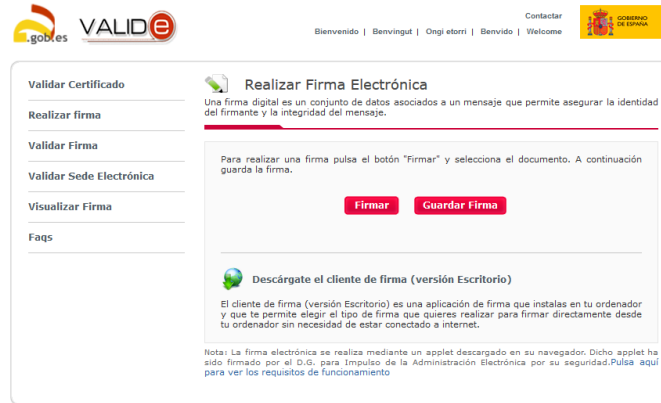 Contactar
.gob.es VALIDe
Bienvenido | Benvingut | Ongi etorri | Benvido | Welcome
GOBIERNO
DE ESPAÑA
Validar Certificado
Realizar firma
Validar Firma
Validar Sede Electrónica
Visualizar Firma
Faqs
Realizar Firma Electrónica
Una firma digital es un conjunto de datos asociados a un mensaje que permite asegurar la identidad
del firmante y la integridad del mensaje.
Para realizar una firma pulsa el botón "Firmar" y selecciona el documento. A continuación
guarda la firma.
Firmar Guardar Firma
Descárgate el cliente de firma (versión Escritorio)
El cliente de firma (versión Escritorio) es una aplicación de firma que instalas en tu ordenador
y que te permite elegir el tipo de firma que quieres realizar para firmar directamente desde
tu ordenador sin necesidad de estar conectado a internet.
Nota: La firma electrónica se realiza mediante un applet descargado en su navegador. Dicho applet ha
sido firmado por el D.G. para Impulso de la Administración Electrónica por su seguridad.Pulsa aquí
para ver los requisitos de funcionamiento